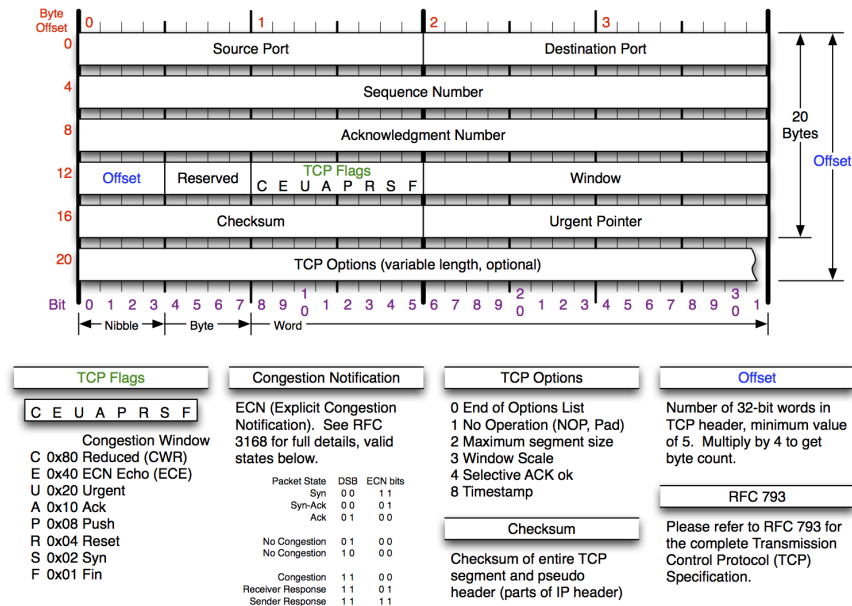 Byte
Offset
0 1 2 3
0 Source Port Destination Port
4 Sequence Number
8 Acknowledgment Number
20
Bytes
Offset
12 Offset Reserved TCP Flags Window
C E U A P R S F
16 Checksum Urgent Pointer
20 TCP Options (variable length, optional)
Bit 0 1 2 3 4 5 6 7 8 9 10 1 2 3 4 5 6 7 8 9 20 1 2 3 4 5 6 7 8 9 30 1
Nibble Byte Word
TCP Flags
C E U A P R S F
Congestion Window
C 0x80 Reduced (CWR)
E 0x40 ECN Echo (ECE)
U 0x20 Urgent
A 0x10 Ack
P 0x08 Push
R 0x04 Reset
S 0x02 Syn
F 0x01 Fin
Congestion Notification
ECN (Explicit Congestion
Notification). See RFC
3168 for full details, valid
states below.
Packet State DSB ECN bits
Syn 0 0 1 1
Syn-Ack 0 0 0 1
Ack 0 1 0 0
No Congestion 0 1 0 0
No Congestion 1 0 0 0
Congestion 1 1 0 0
Receiver Response 1 1 0 1
Sender Response 1 1 1 1
TCP Options
0 End of Options List
1 No Operation (NOP, Pad)
2 Maximum segment size
3 Window Scale
4 Selective ACK ok
8 Timestamp
Checksum
Checksum of entire TCP
segment and pseudo
header (parts of IP header)
Offset
Number of 32-bit words in
TCP header, minimum value
of 5. Multiply by 4 to get
byte count.
RFC 793
Please refer to RFC 793 for
the complete Transmission
Control Protocol (TCP)
Specification.